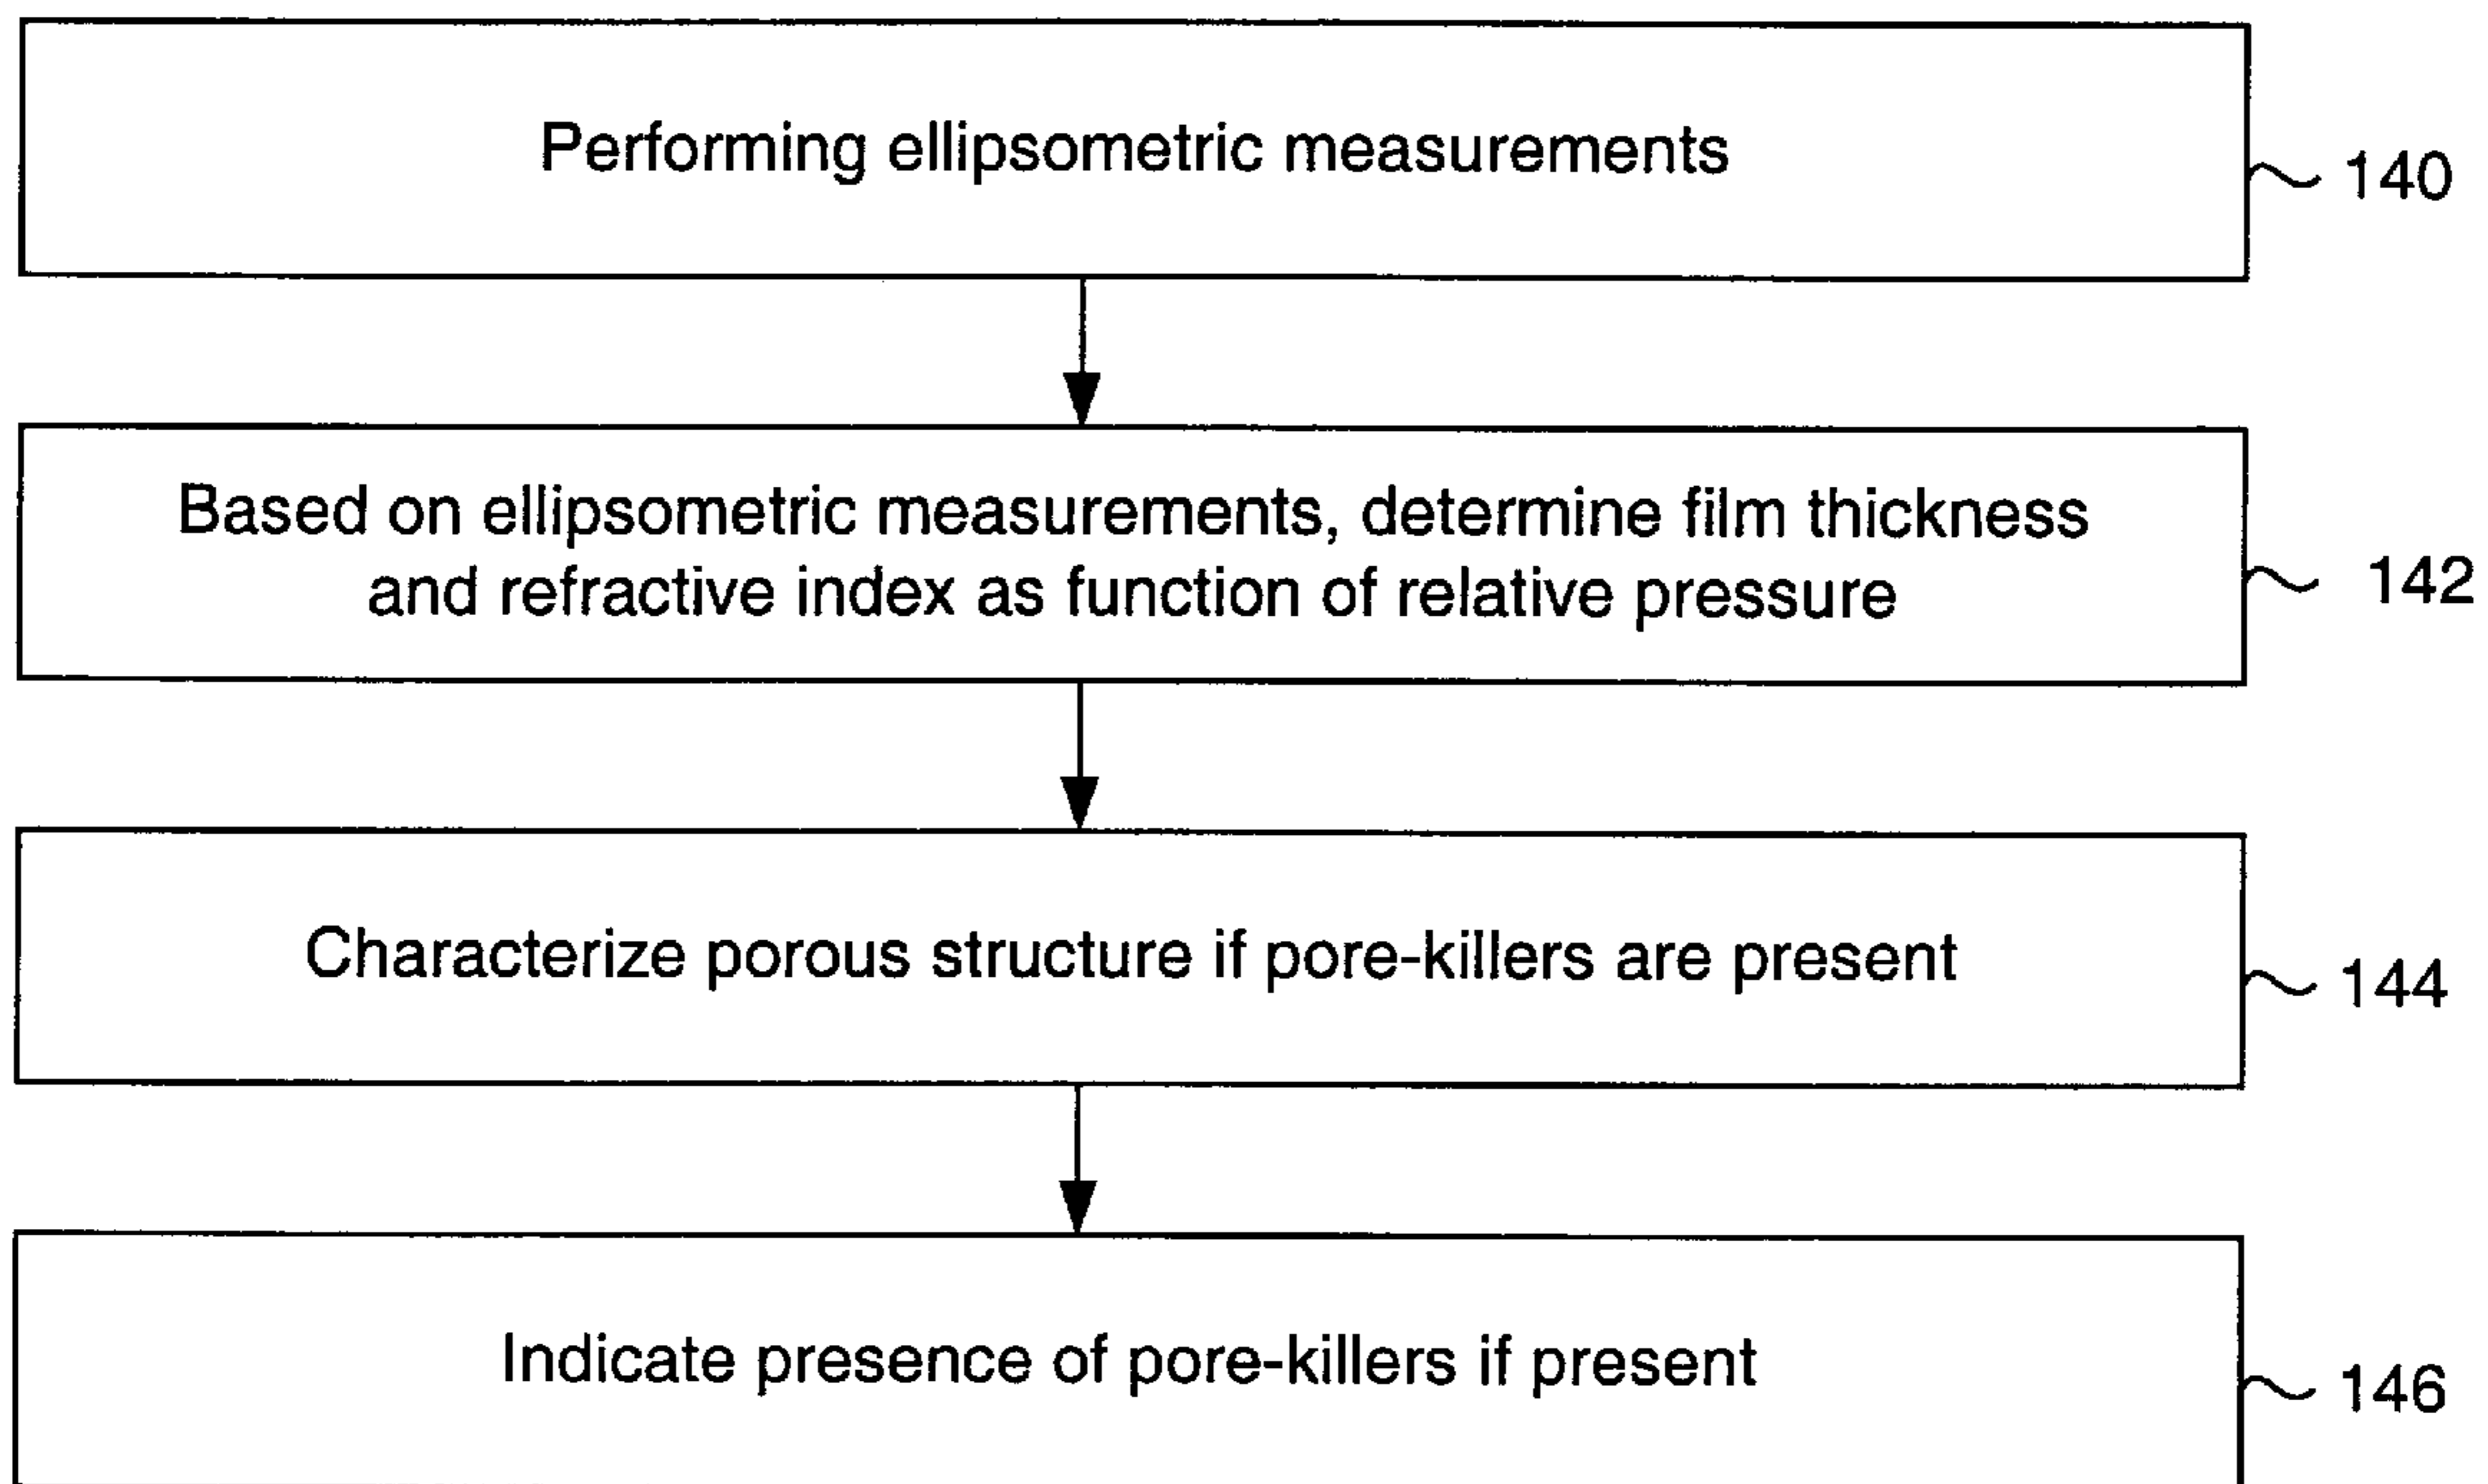 Performing ellipsometric measurements
140
Based on ellipsometric measurements, determine film thickness
and refractive index as function of relative pressure
142
Characterize porous structure if pore-killers are present
144
Indicate presence of pore-killers if present
146